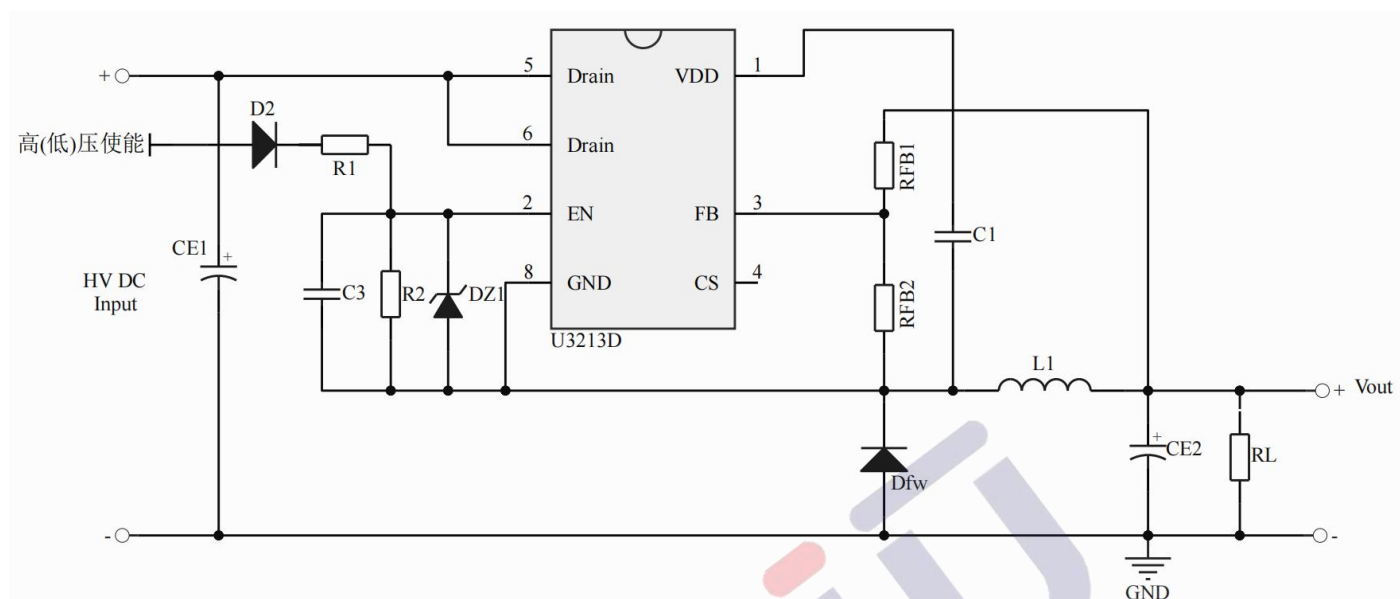 +
5
Drain
VDD
1
D2
高(低)压使能
R1
6
Drain
RFB1
2
EN
FB
3
CE1
+
C1
HV DC
Input
C3
R2
DZ1
8
GND
CS
4
RFB2
U3213D
L1
+ Vout
+
CE2
RL
Dfw
-
-
GND